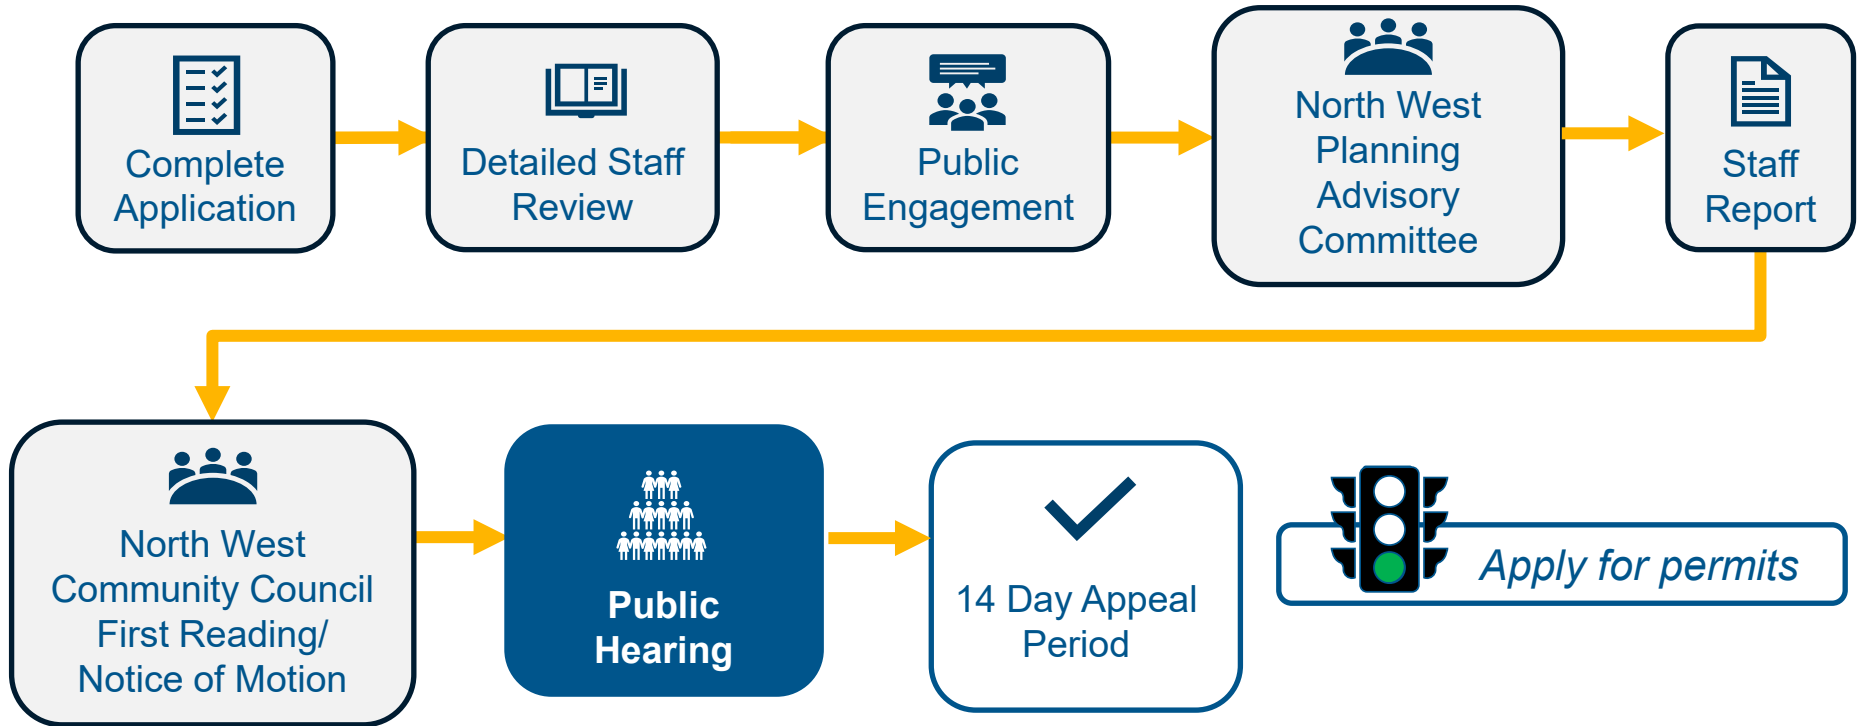 Complete
Application
Detailed Staff
Review
Public
Engagement
North West
Planning
Advisory
Committee
Staff
Report
North West
Community Council
First Reading/
Notice of Motion
Public
Hearing
14 Day Appeal
Period
Apply for permits